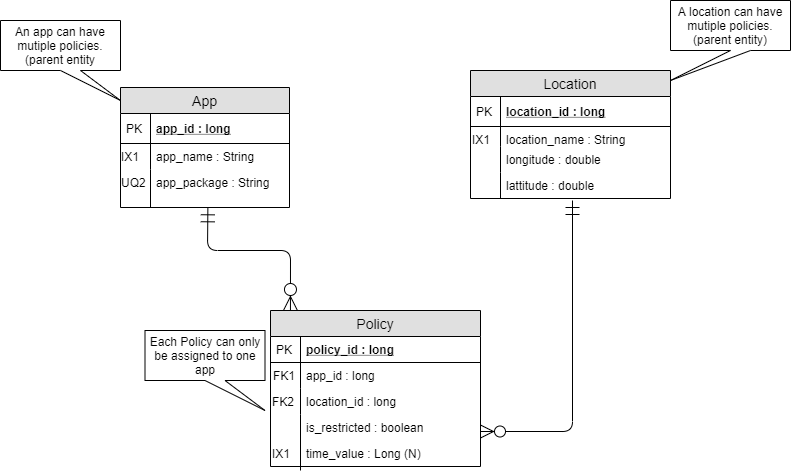 An app can have
mutiple policies.
(parent entity
A location can have
mutiple policies.
(parent entity)
App
PK app_id : long
IX1 app_name : String
UQ2 app_package : String
Location
PK location_id : long
IX1 location_name : String
longitude : double
lattitude : double
Each Policy can only
be assigned to one
app
Policy
PK policy_id : long
FK1 app_id : long
FK2 location_id : long
is_restricted : boolean
IX1 time_value : Long (N)